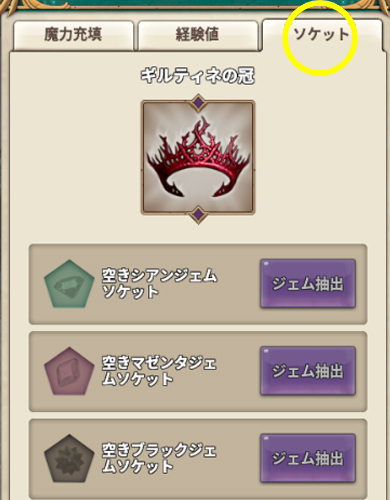 魔力充填
経験値
ソケット
ギルティネの冠
空きシアンジェム
ソケット
ジェム抽出
空きマゼンタジェ
ムソケット
ジェム抽出
空きブラックジェ
ムソケット
ジェム抽出